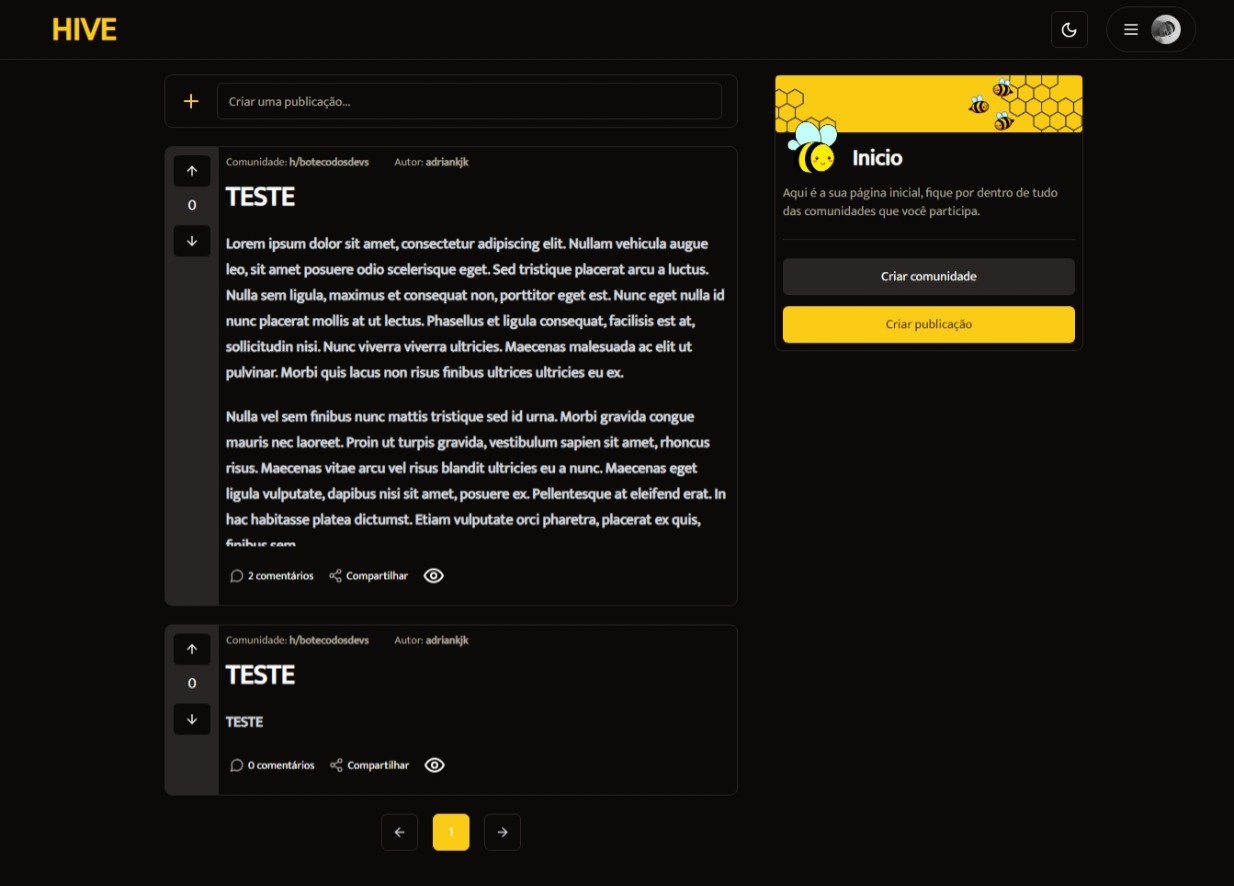 HIVE
Criar uma publicação...
Comunidade: h/botecodosdevs Autor: adriankjk
0
TESTE
Lorem ipsum dolor sit amet, consectetur adipiscing elit. Nullam vehicula augue
leo, sit amet posuere odio scelerisque eget. Sed tristique placerat arcu a luctus.
Nulla sem ligula, maximus et consequat non, porttitor eget est. Nunc eget nulla id
nunc placerat mollis at ut lectus. Phasellus et ligula consequat, facilisis est at,
sollicitudin nisi. Nunc viverra viverra ultricies. Maecenas malesuada ac elit ut
pulvinar. Morbi quis lacus non risus finibus ultrices ultricies eu ex.
Nulla vel sem finibus nunc mattis tristique sed id urna. Morbi gravida congue
mauris nec laoreet. Proin ut turpis gravida, vestibulum sapien sit amet, rhoncus
risus. Maecenas vitae arcu vel risus blandit ultricies eu a nunc. Maecenas eget
ligula vulputate, dapibus nisi sit amet, posuere ex. Pellentesque at eleifend erat. In
hac habitasse platea dictumst. Etiam vulputate orci pharetra, placerat ex quis,
finibus sem
2 comentários Compartilhar
Comunidade: h/botecodosdevs Autor: adriankjk
0
TESTE
TESTE
0 comentários Compartilhar
1
Inicio
Aqui é a sua página inicial, fique por dentro de tudo
das comunidades que você participa.
Criar comunidade
Criar publicação